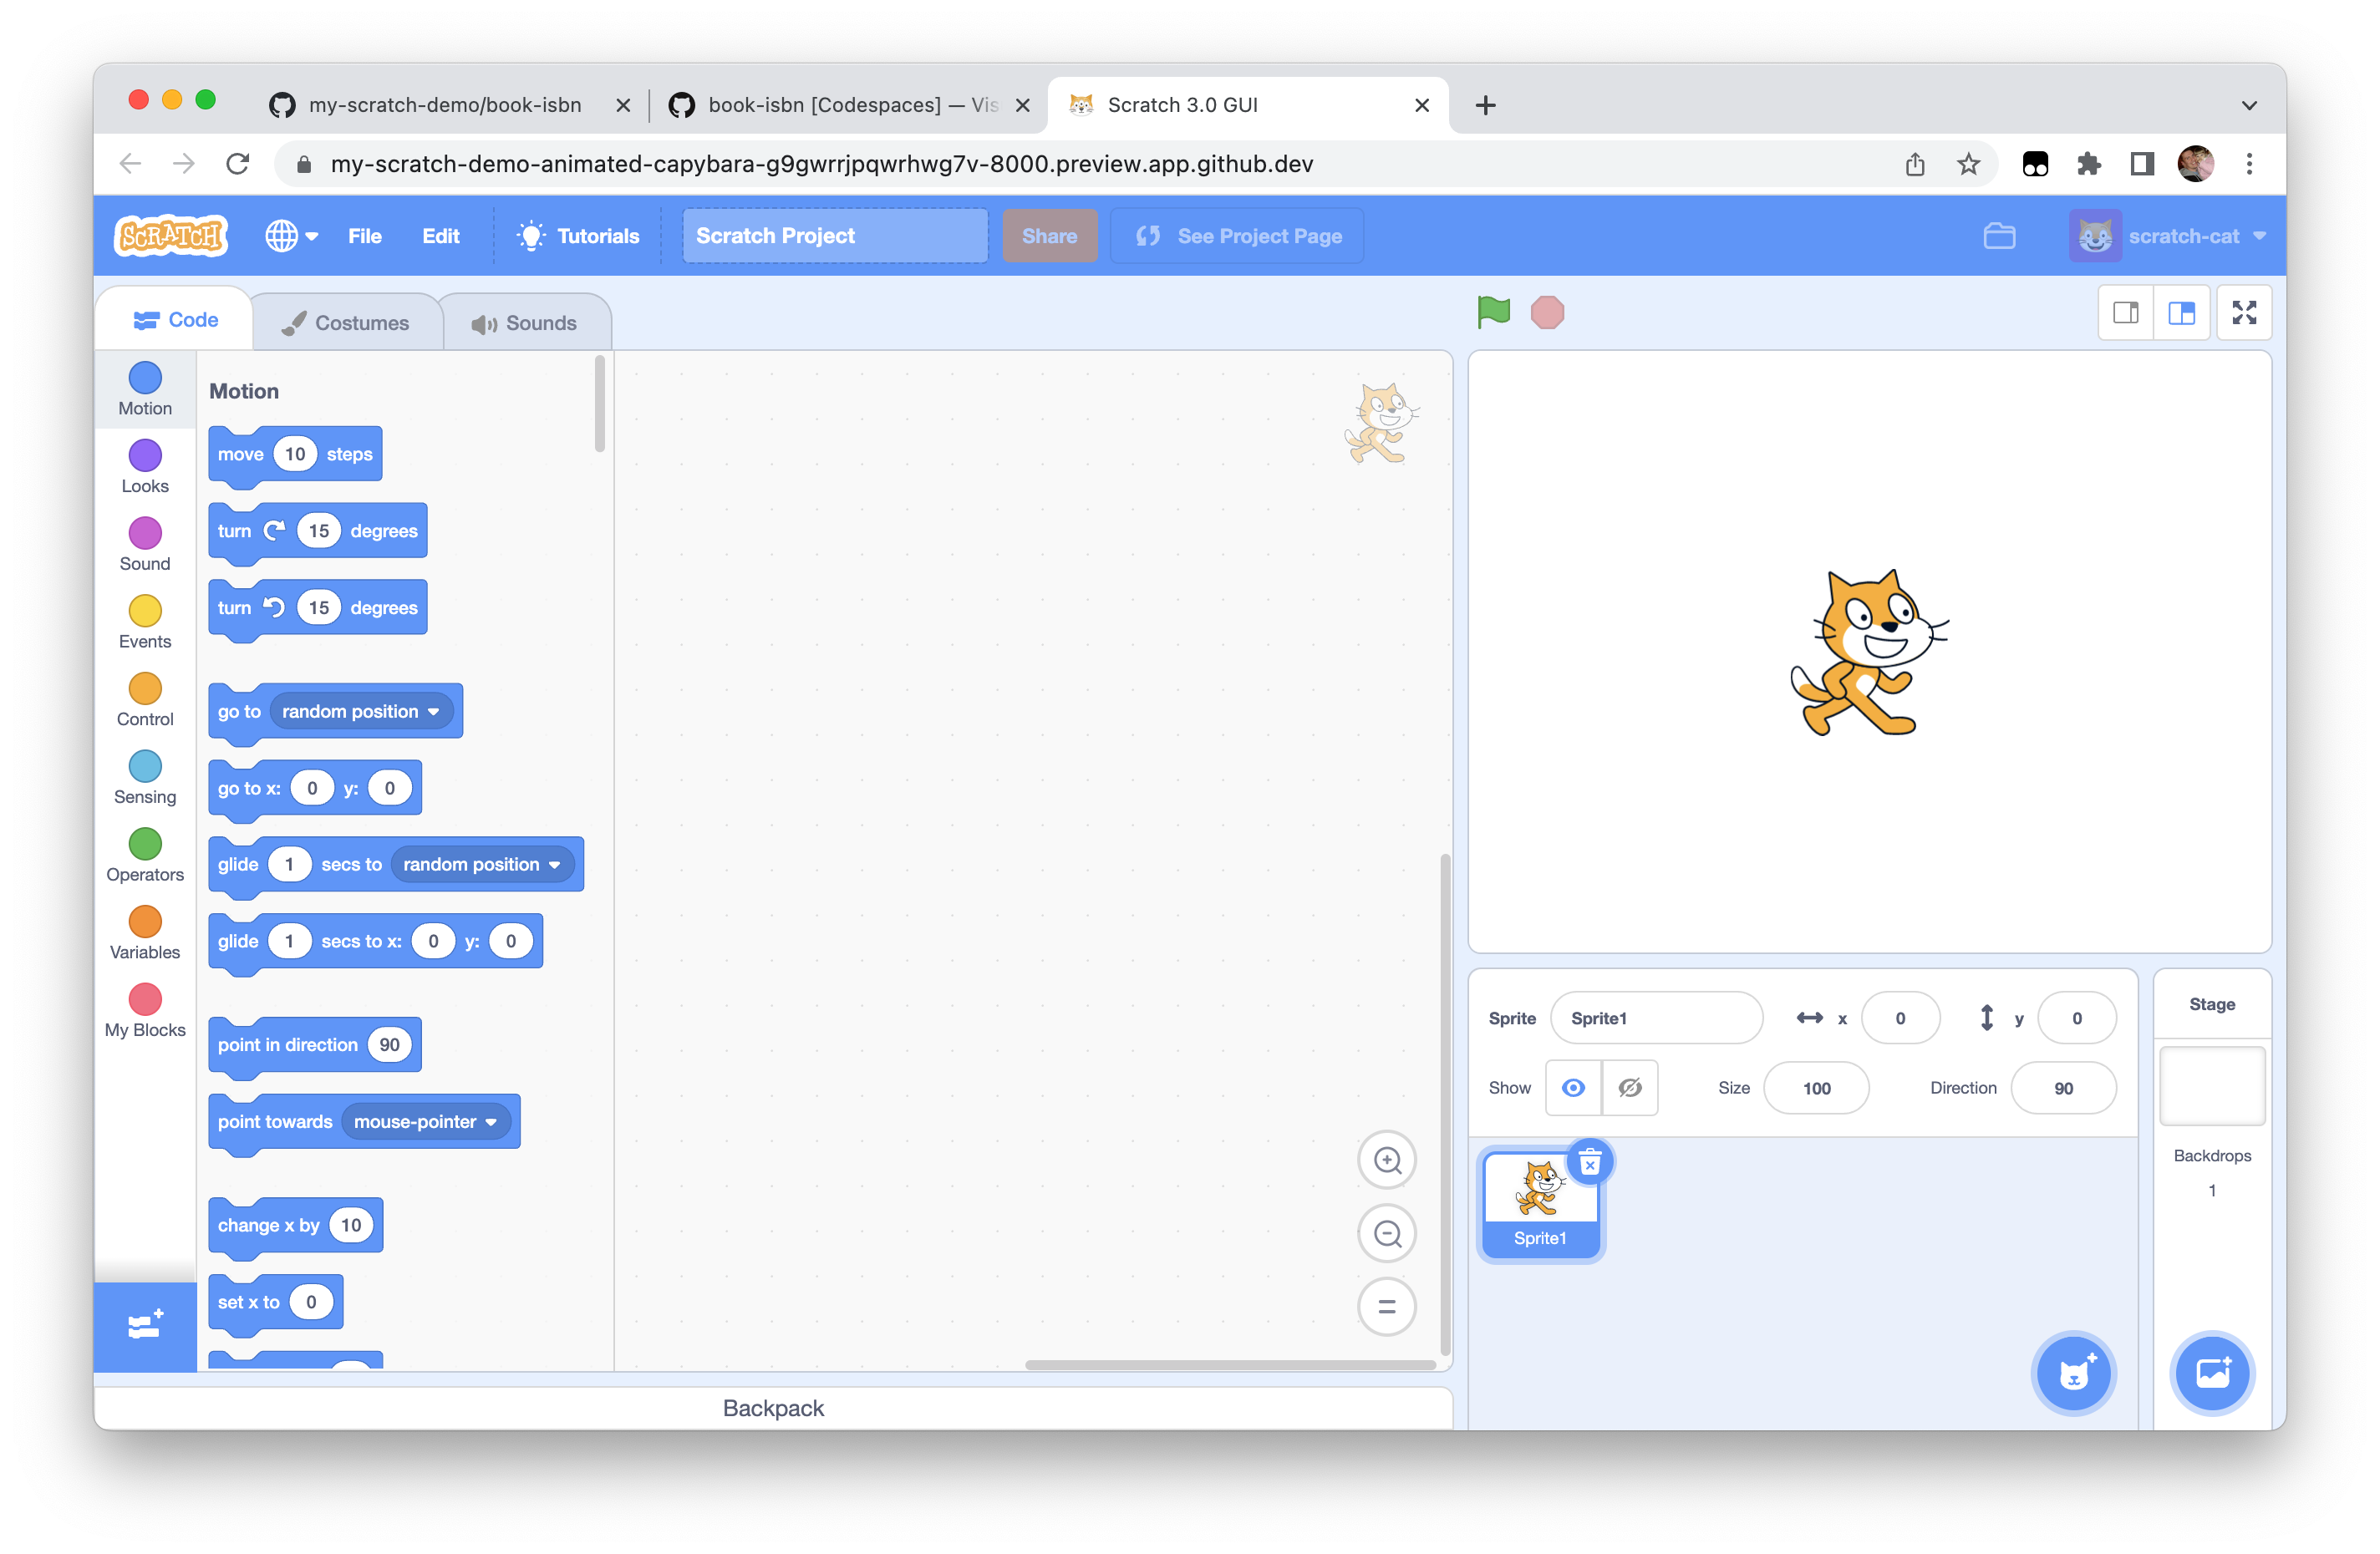 my-scratch-demo/book-isbn
book-isbn [Codespaces] — Vis
Scratch 3.0 GUI
my-scratch-demo-animated-capybara-g9gwrrjpqwrhwg7v-8000.preview.app.github.dev
SCRATCH
File
Edit
Tutorials
Scratch Project
Share
See Project Page
scratch-cat
Code
Costumes
Sounds
Motion
Looks
Sound
Events
Control
Sensing
Operators
Variables
My Blocks
Motion
move 10 steps
turn 15 degrees
turn 15 degrees
go to random position
go to x: 0 y: 0
glide 1 secs to random position
glide 1 secs to x: 0 y: 0
point in direction 90
point towards mouse-pointer
change x by 10
set x to 0
Backpack
Sprite Sprite1 x 0 y 0
Show Size 100 Direction 90
Sprite1
Stage
Backdrops
1